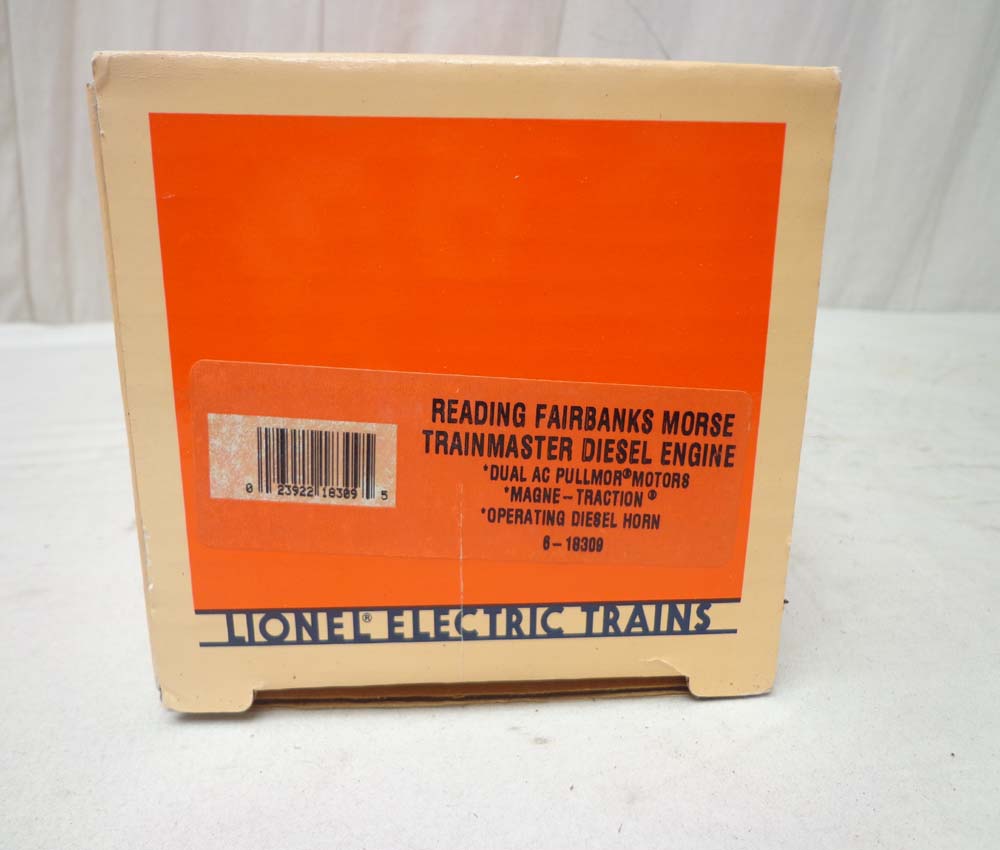 READING FAIRBANKS MORSE
TRAINMASTER DIESEL ENGINE
*DUAL AC PULLMOR® MOTORS
*MAGNE-TRACTION ®
*OPERATING DIESEL HORN
6-18309
0 23922 18309 5
LIONEL® ELECTRIC TRAINS